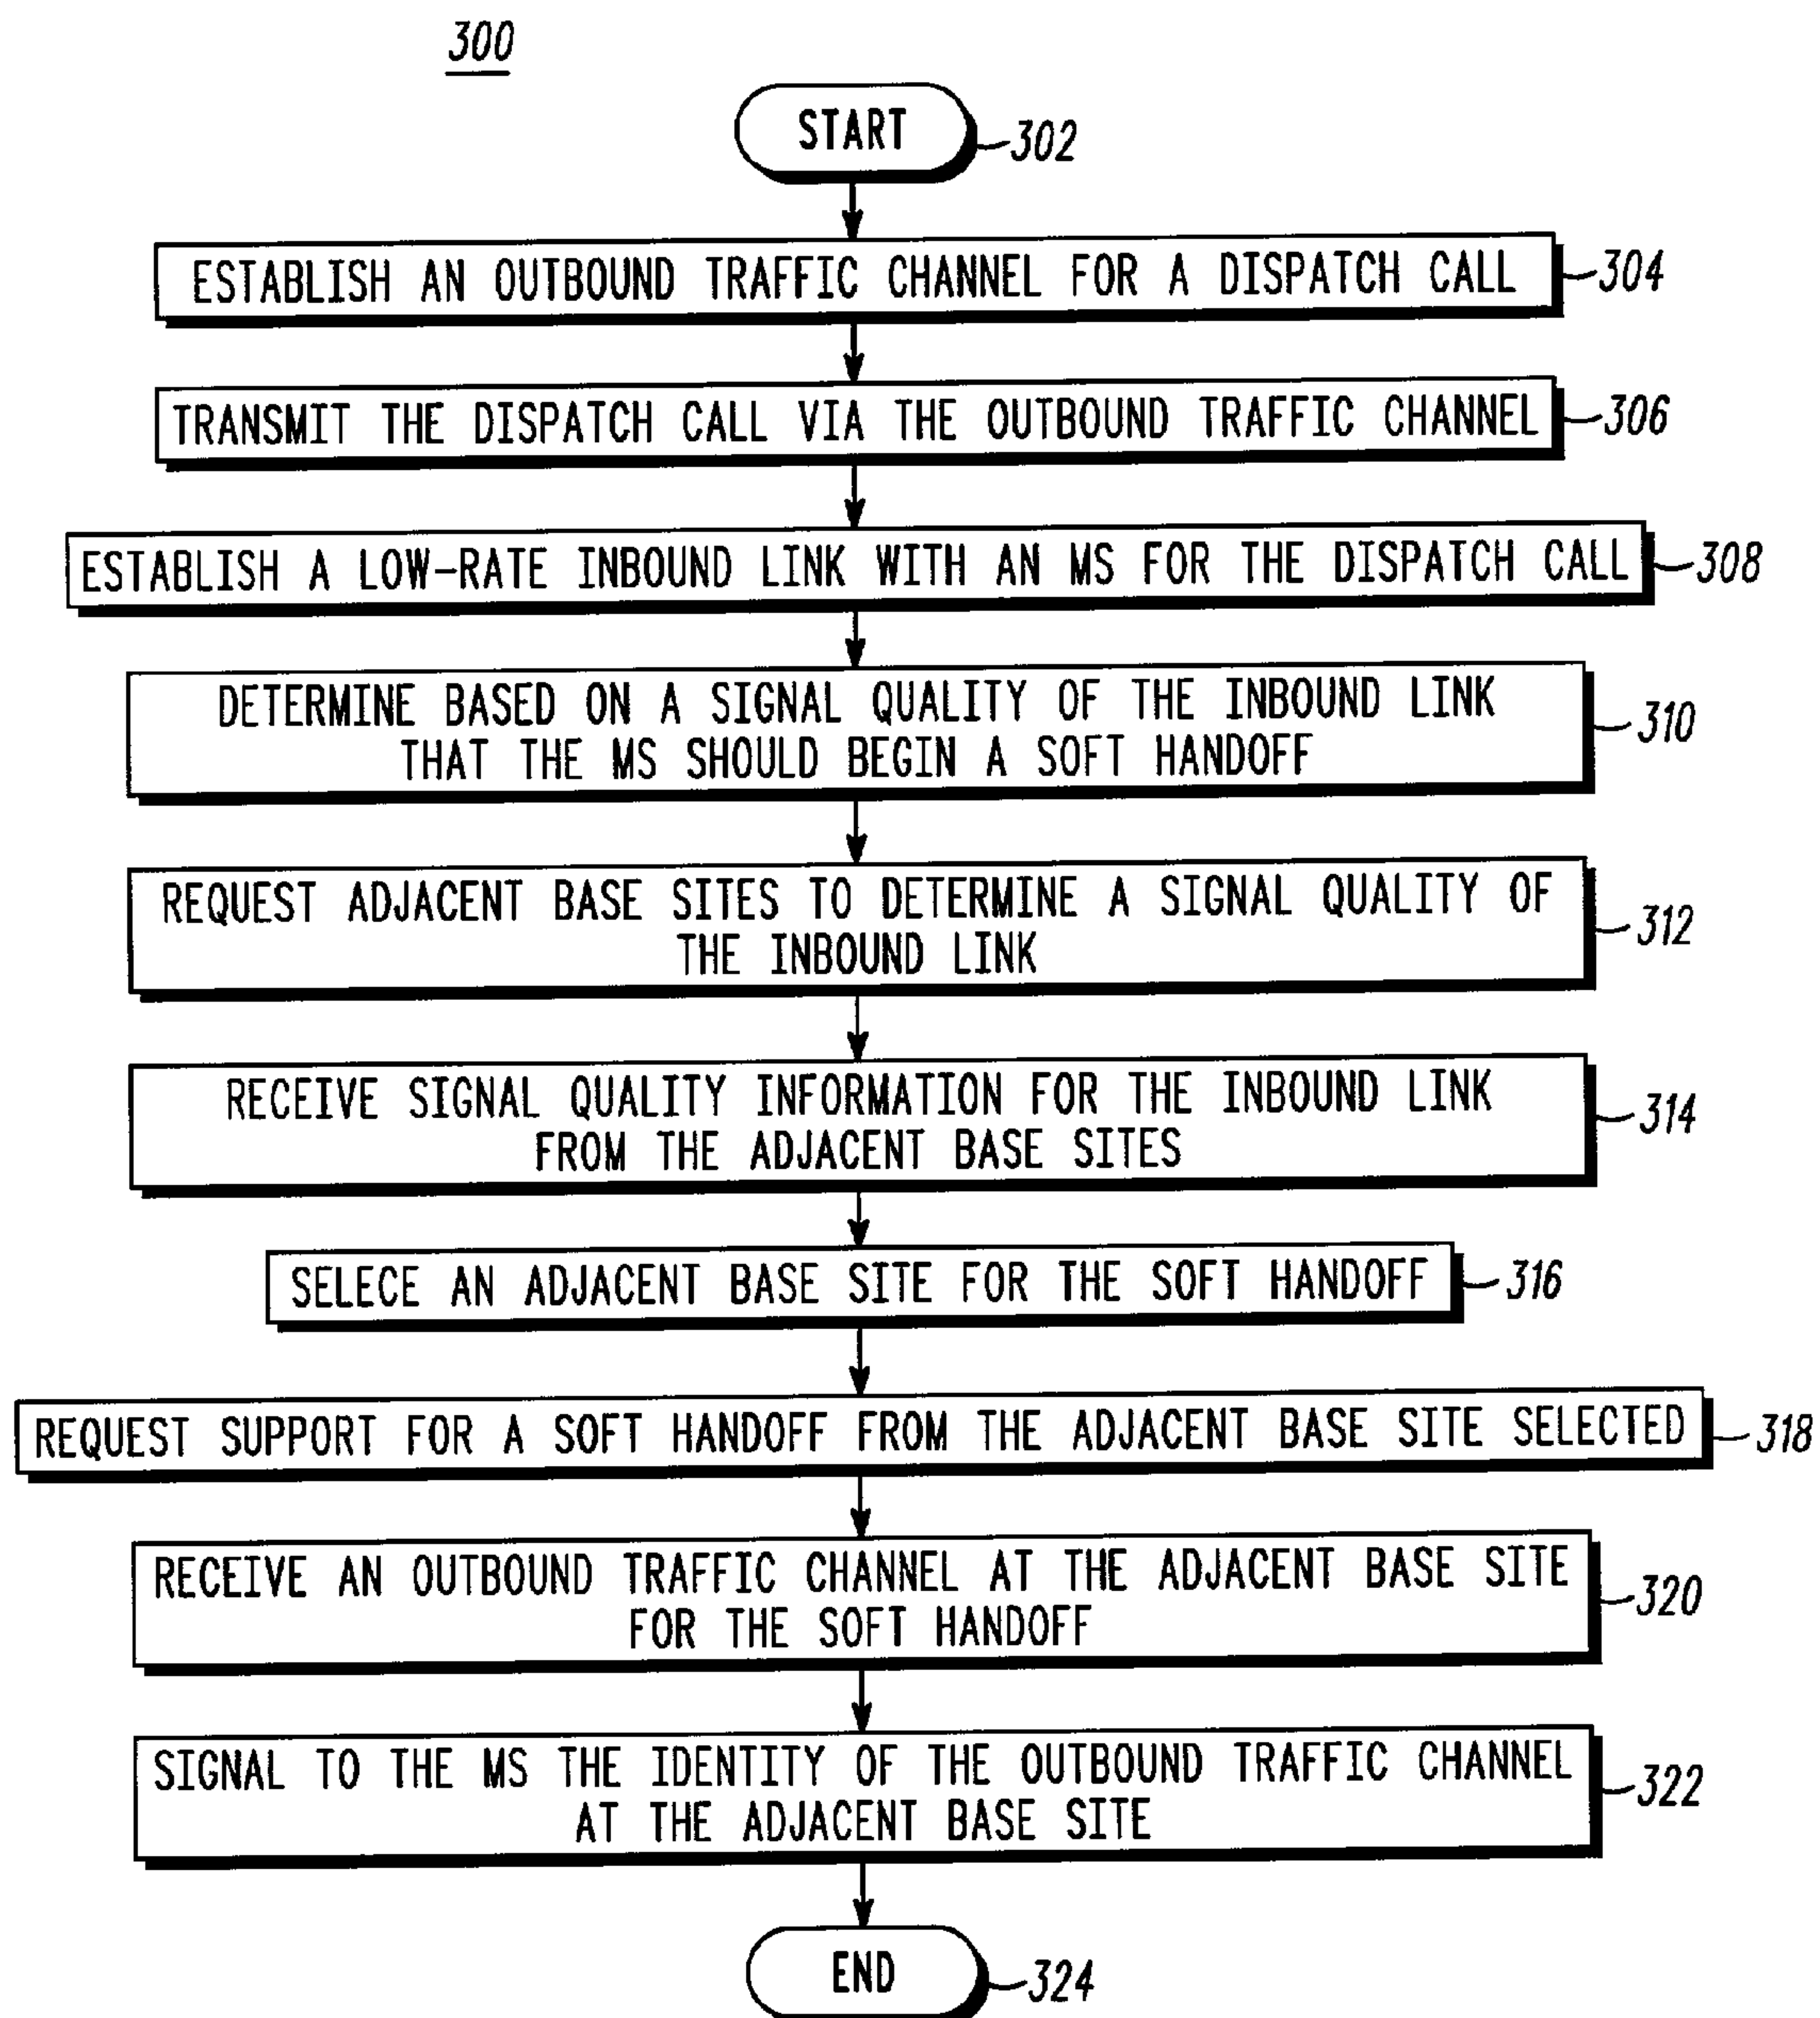 300
START
302
ESTABLISH AN OUTBOUND TRAFFIC CHANNEL FOR A DISPATCH CALL
304
TRANSMIT THE DISPATCH CALL VIA THE OUTBOUND TRAFFIC CHANNEL
306
ESTABLISH A LOW-RATE INBOUND LINK WITH AN MS FOR THE DISPATCH CALL
308
DETERMINE BASED ON A SIGNAL QUALITY OF THE INBOUND LINK
THAT THE MS SHOULD BEGIN A SOFT HANDOFF
310
REQUEST ADJACENT BASE SITES TO DETERMINE A SIGNAL QUALITY OF
THE INBOUND LINK
312
RECEIVE SIGNAL QUALITY INFORMATION FOR THE INBOUND LINK
FROM THE ADJACENT BASE SITES
314
SELECE AN ADJACENT BASE SITE FOR THE SOFT HANDOFF
316
REQUEST SUPPORT FOR A SOFT HANDOFF FROM THE ADJACENT BASE SITE SELECTED
318
RECEIVE AN OUTBOUND TRAFFIC CHANNEL AT THE ADJACENT BASE SITE
FOR THE SOFT HANDOFF
320
SIGNAL TO THE MS THE IDENTITY OF THE OUTBOUND TRAFFIC CHANNEL
AT THE ADJACENT BASE SITE
322
END
324